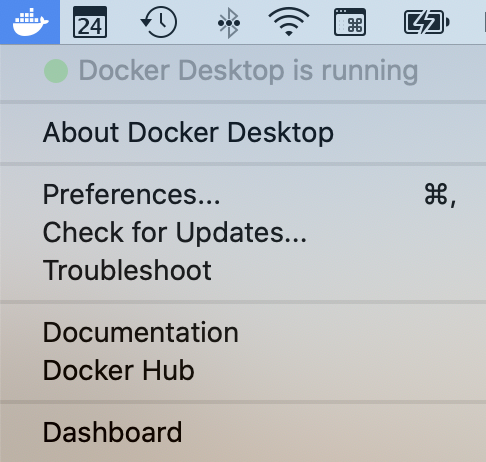 24
Docker Desktop is running
About Docker Desktop
Preferences... ⌘,
Check for Updates...
Troubleshoot
Documentation
Docker Hub
Dashboard